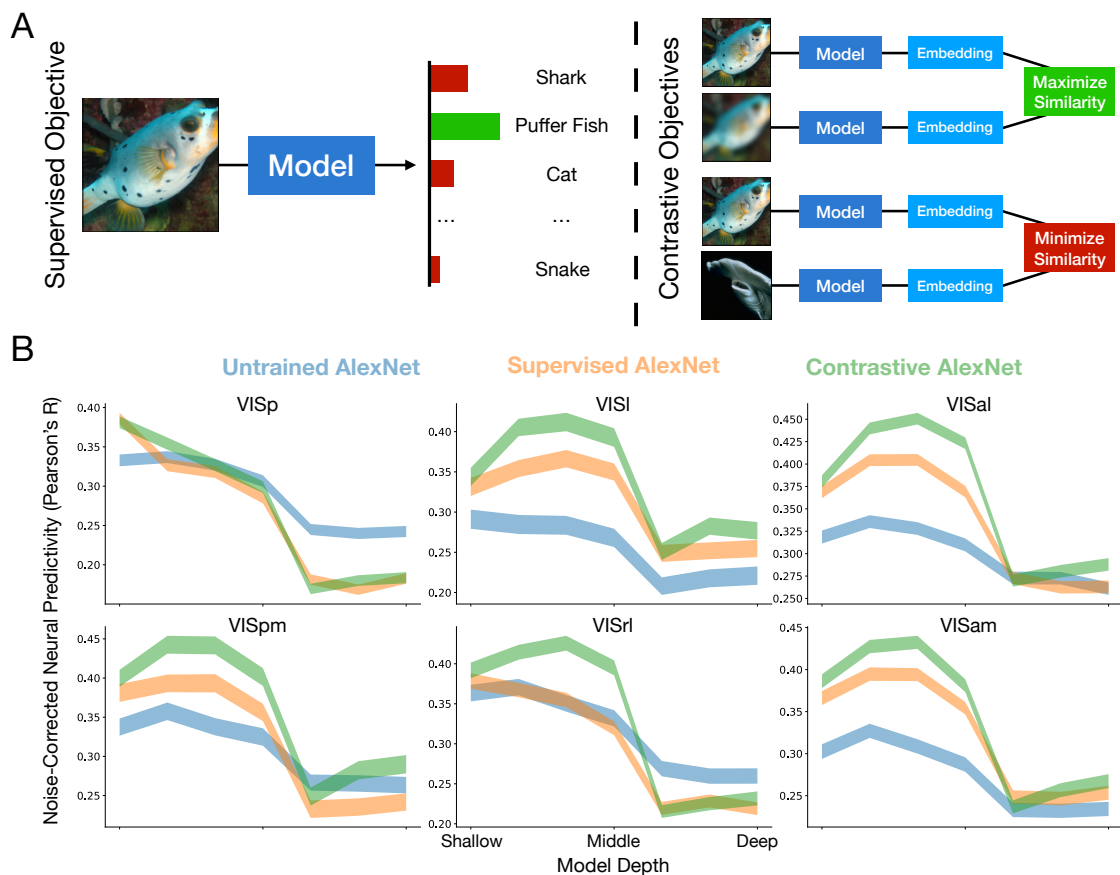 A
Supervised Objective
Model
Shark
Puffer Fish
Cat
...
...
Snake
Contrastive Objectives
Model
Embedding
Model
Embedding
Maximize
Similarity
Model
Embedding
Model
Embedding
Minimize
Similarity
B
Untrained AlexNet
Supervised AlexNet
Contrastive AlexNet
Noise-Corrected Neural Predictivity (Pearson's R)
VISp
0.40
0.35
0.30
0.25
0.20
VISl
0.40
0.35
0.30
0.25
0.20
VISal
0.450
0.425
0.400
0.375
0.350
0.325
0.300
0.275
0.250
VISpm
0.45
0.40
0.35
0.30
0.25
VISrl
0.40
0.35
0.30
0.25
0.20
VISam
0.45
0.40
0.35
0.30
0.25
Shallow
Middle
Deep
Model Depth